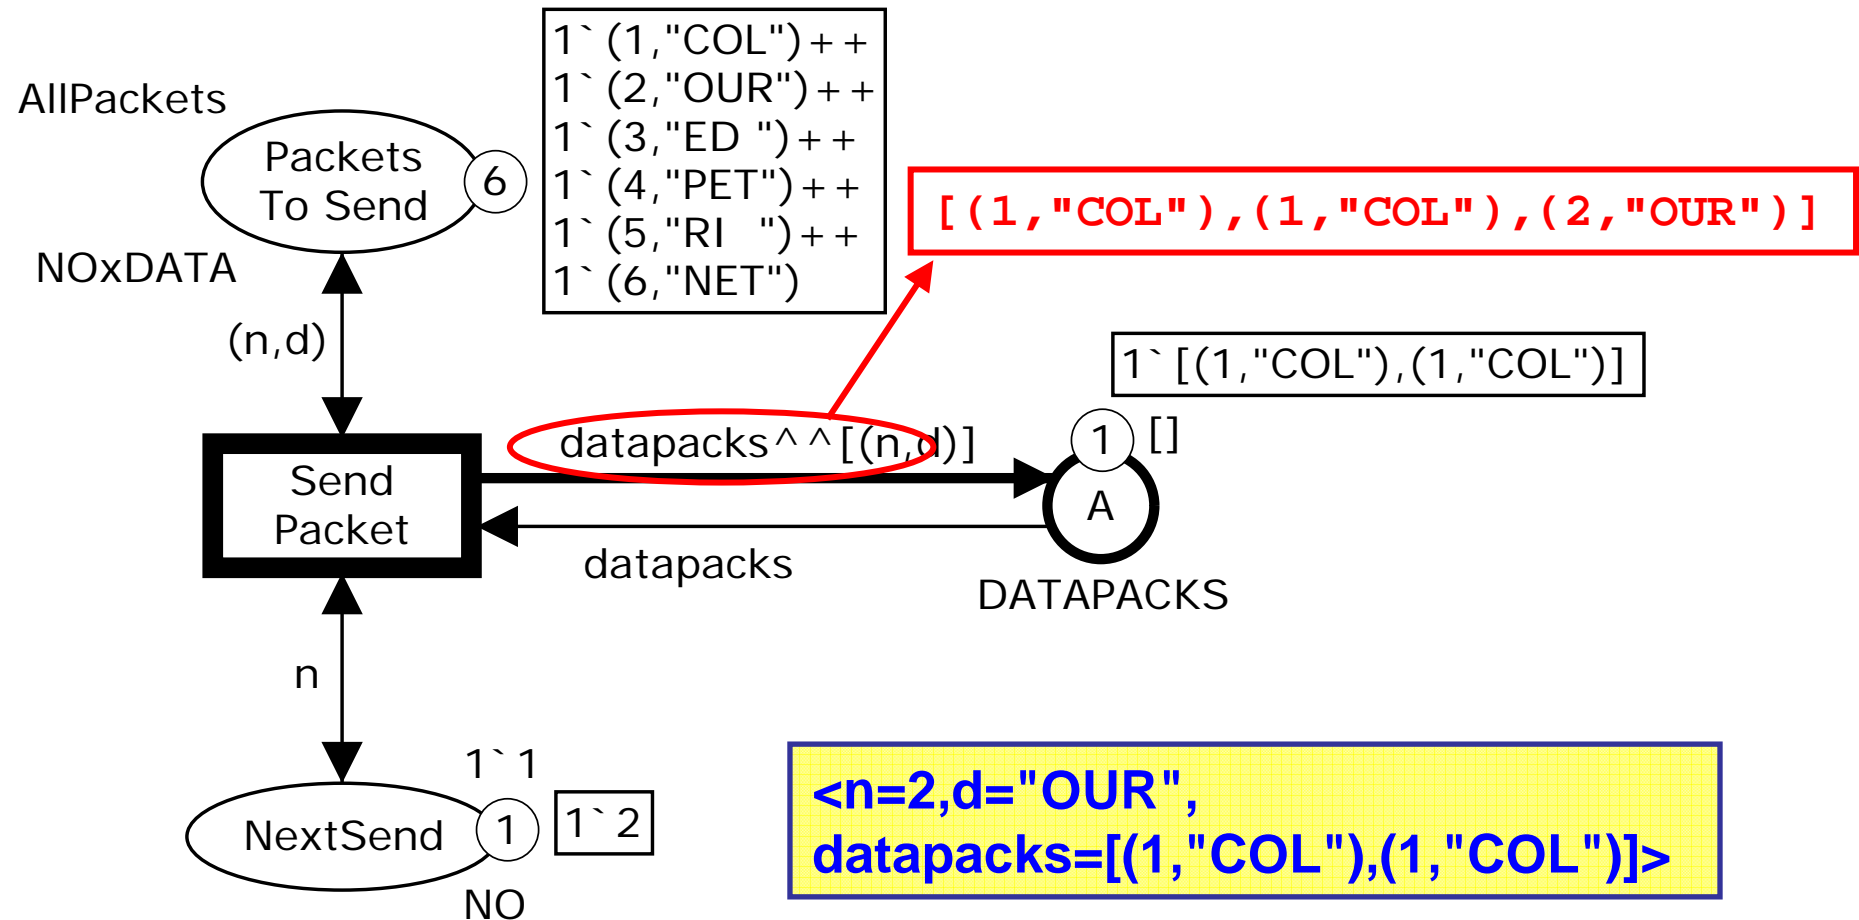 AllPackets
Packets
To Send
6
1`(1,"COL")++
1`(2,"OUR")++
1`(3,"ED ")++
1`(4,"PET")++
1`(5,"RI  ")++
1`(6,"NET")
NOxDATA
[(1,"COL"),(1,"COL"),(2,"OUR")]
(n,d)
1`[(1,"COL"),(1,"COL")]
datapacks^^[(n,d)]
1
[]
Send
Packet
A
datapacks
DATAPACKS
n
1`1
NextSend
1
1`2
NO
<n=2,d="OUR",
datapacks=[(1,"COL"),(1,"COL")]>